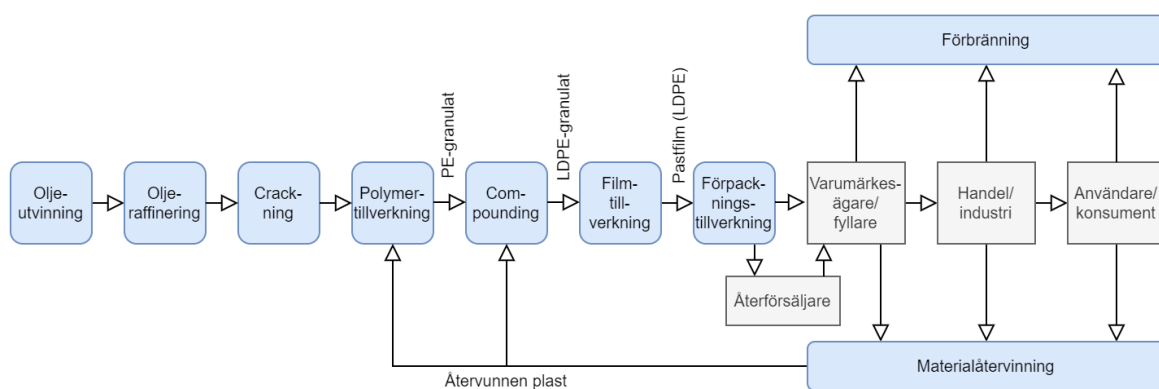 Förbränning
PE-granulat
LDPE-granulat
Pastfilm (LDPE)
Olje-
utvinning
Olje-
raffinering
Crack-
ning
Polymer-
tillverkning
Com-
pounding
Film-
till-
verkning
Förpack-
nings-
tillverkning
Varumärkes-
ägare/
fyllare
Handel/
industri
Användare/
konsument
Återförsäljare
Materialåtervinning
Återvunnen plast